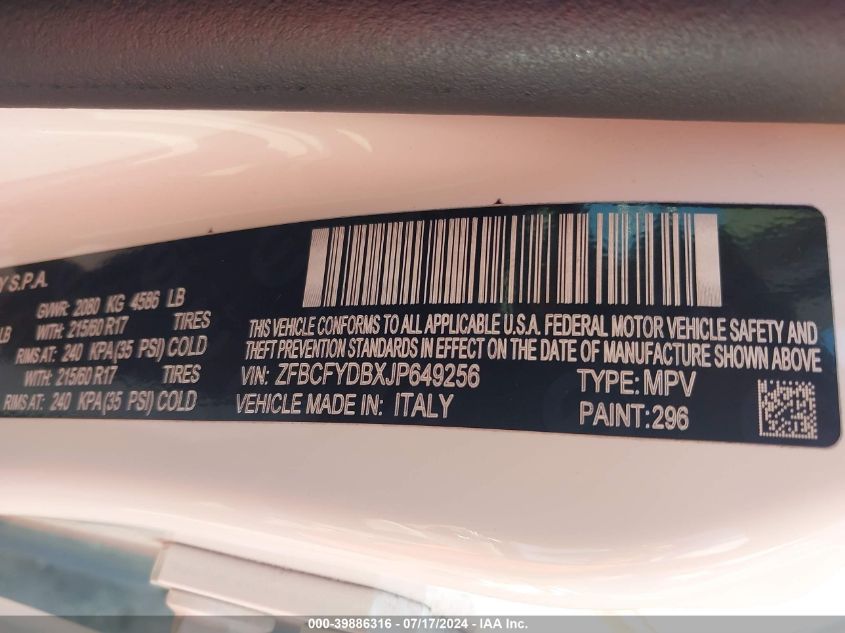 Y S.P.A.
GVWR: 2080 KG 4586 LB
LB WITH: 215/60 R17 TIRES
RIMS AT: 240 KPA (35 PSI) COLD
WITH: 215/60 R17 TIRES
RIMS AT: 240 KPA (35 PSI) COLD
THIS VEHICLE CONFORMS TO ALL APPLICABLE U.S.A. FEDERAL MOTOR VEHICLE SAFETY AND
THEFT PREVENTION STANDARDS IN EFFECT ON THE DATE OF MANUFACTURE SHOWN ABOVE
VIN: ZFBCFYDBXJP649256 TYPE: MPV
VEHICLE MADE IN: ITALY PAINT: 296
000-39886316 - 07/17/2024 - IAA Inc.